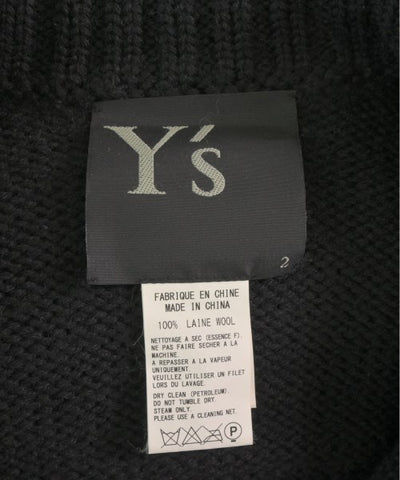 Y's
2
FABRIQUE EN CHINE
MADE IN CHINA
100% LAINE WOOL
NETTOYAGE A SEC (ESSENCE F).
NE PAS FAIRE SECHER A LA
MACHINE.
A REPASSER A LA VAPEUR
UNIQUEMENT.
VEUILLEZ UTILISER UN FILET
LORS DU LAVAGE.
DRY CLEAN (PETROLEUM).
DO NOT TUMBLE DRY.
STEAM ONLY.
PLEASE USE A CLEANING NET.
P